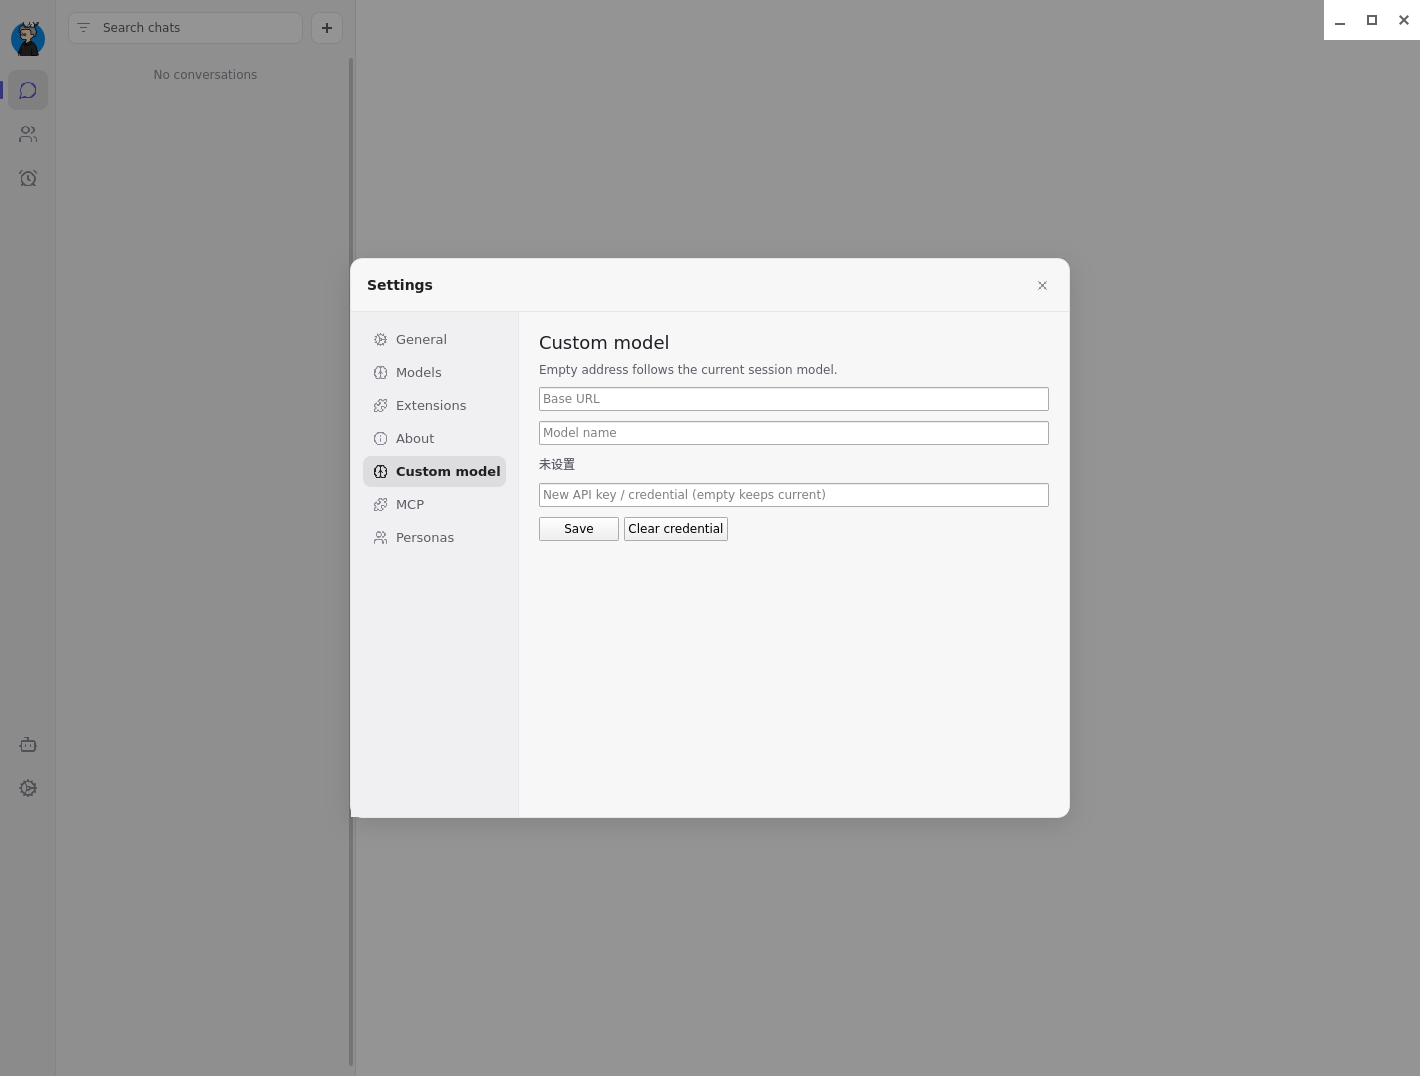 Search chats
No conversations
Settings
General
Models
Extensions
About
Custom model
MCP
Personas
Custom model
Empty address follows the current session model.
Base URL
Model name
未设置
New API key / credential (empty keeps current)
Save
Clear credential